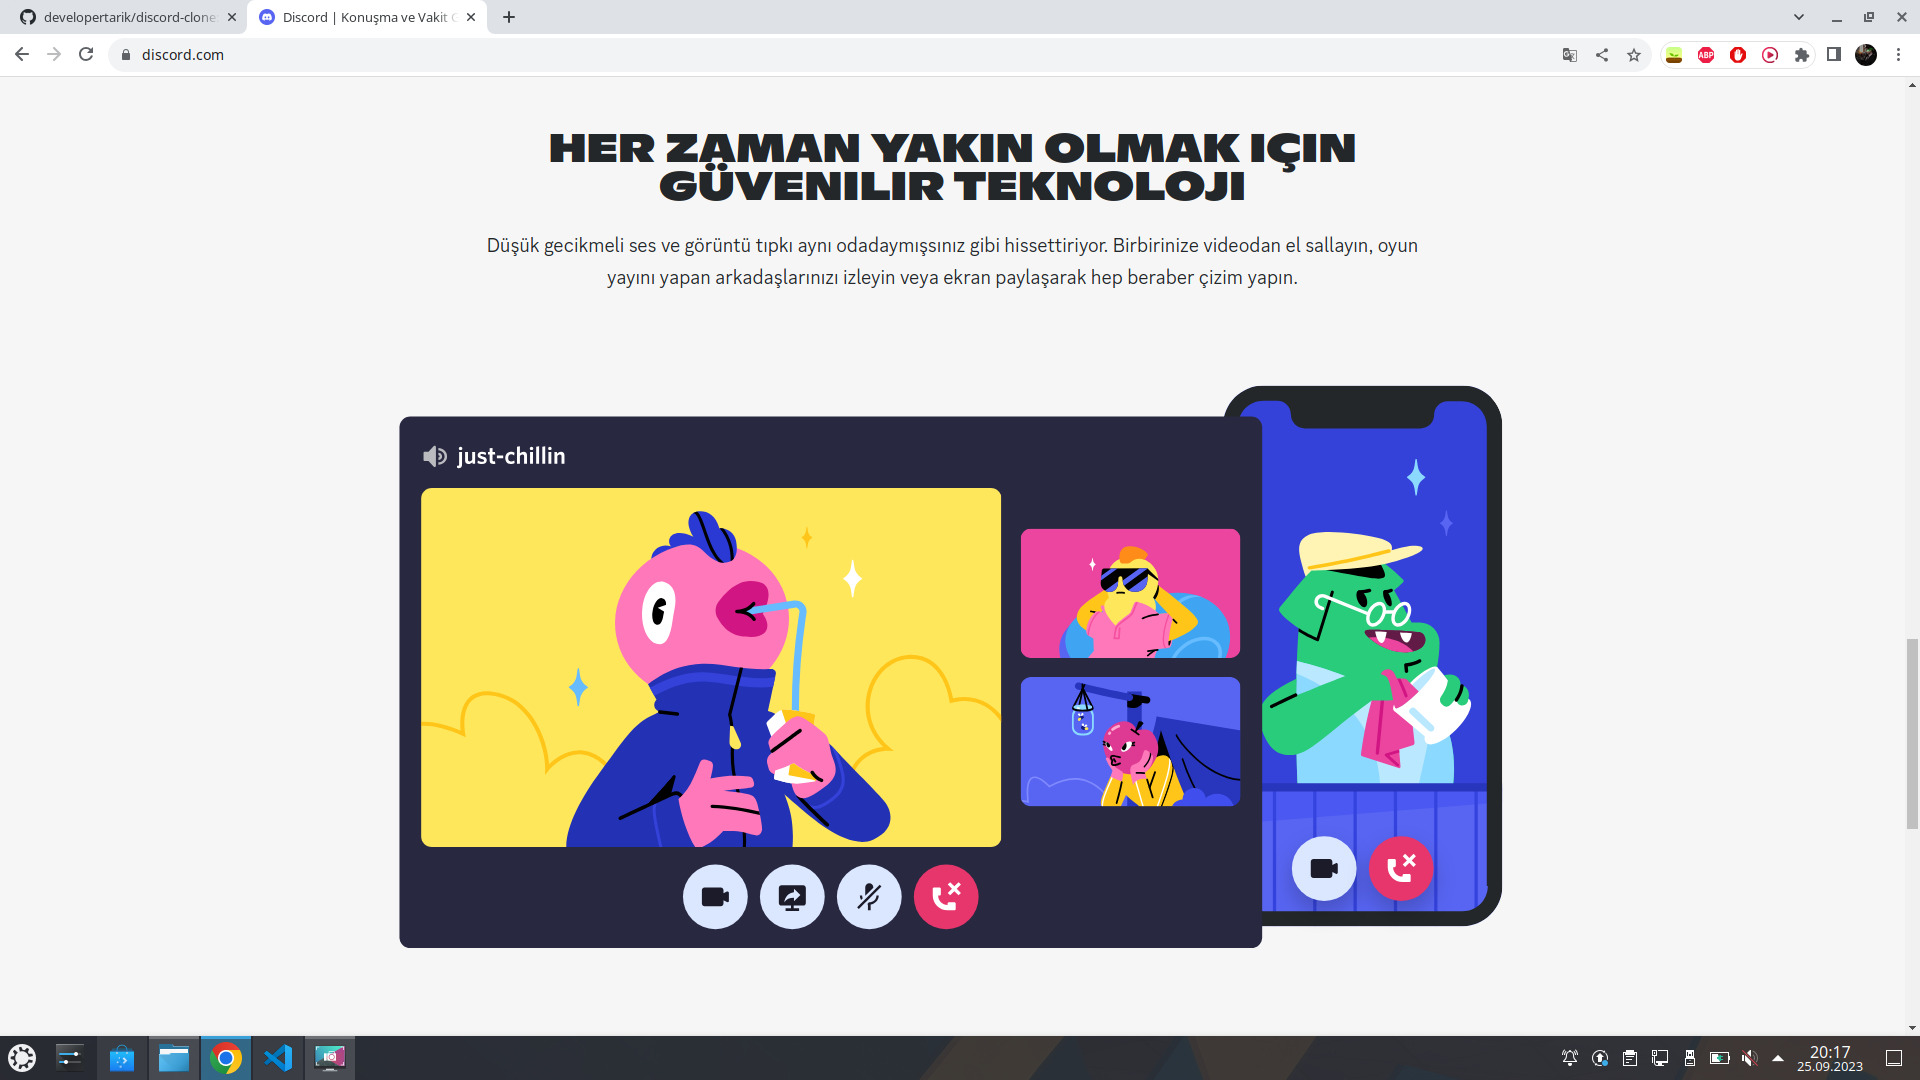 developertarik/discord-clone
Discord | Konuşma ve Vakit G
discord.com
ABP
HER ZAMAN YAKIN OLMAK IÇIN
GÜVENILIR TEKNOLOJI
Düşük gecikmeli ses ve görüntü tıpkı aynı odadaymışsınız gibi hissettiriyor. Birbirinize videodan el sallayın, oyun
yayını yapan arkadaşlarınızı izleyin veya ekran paylaşarak hep beraber çizim yapın.
just-chillin
20:17
25.09.2023